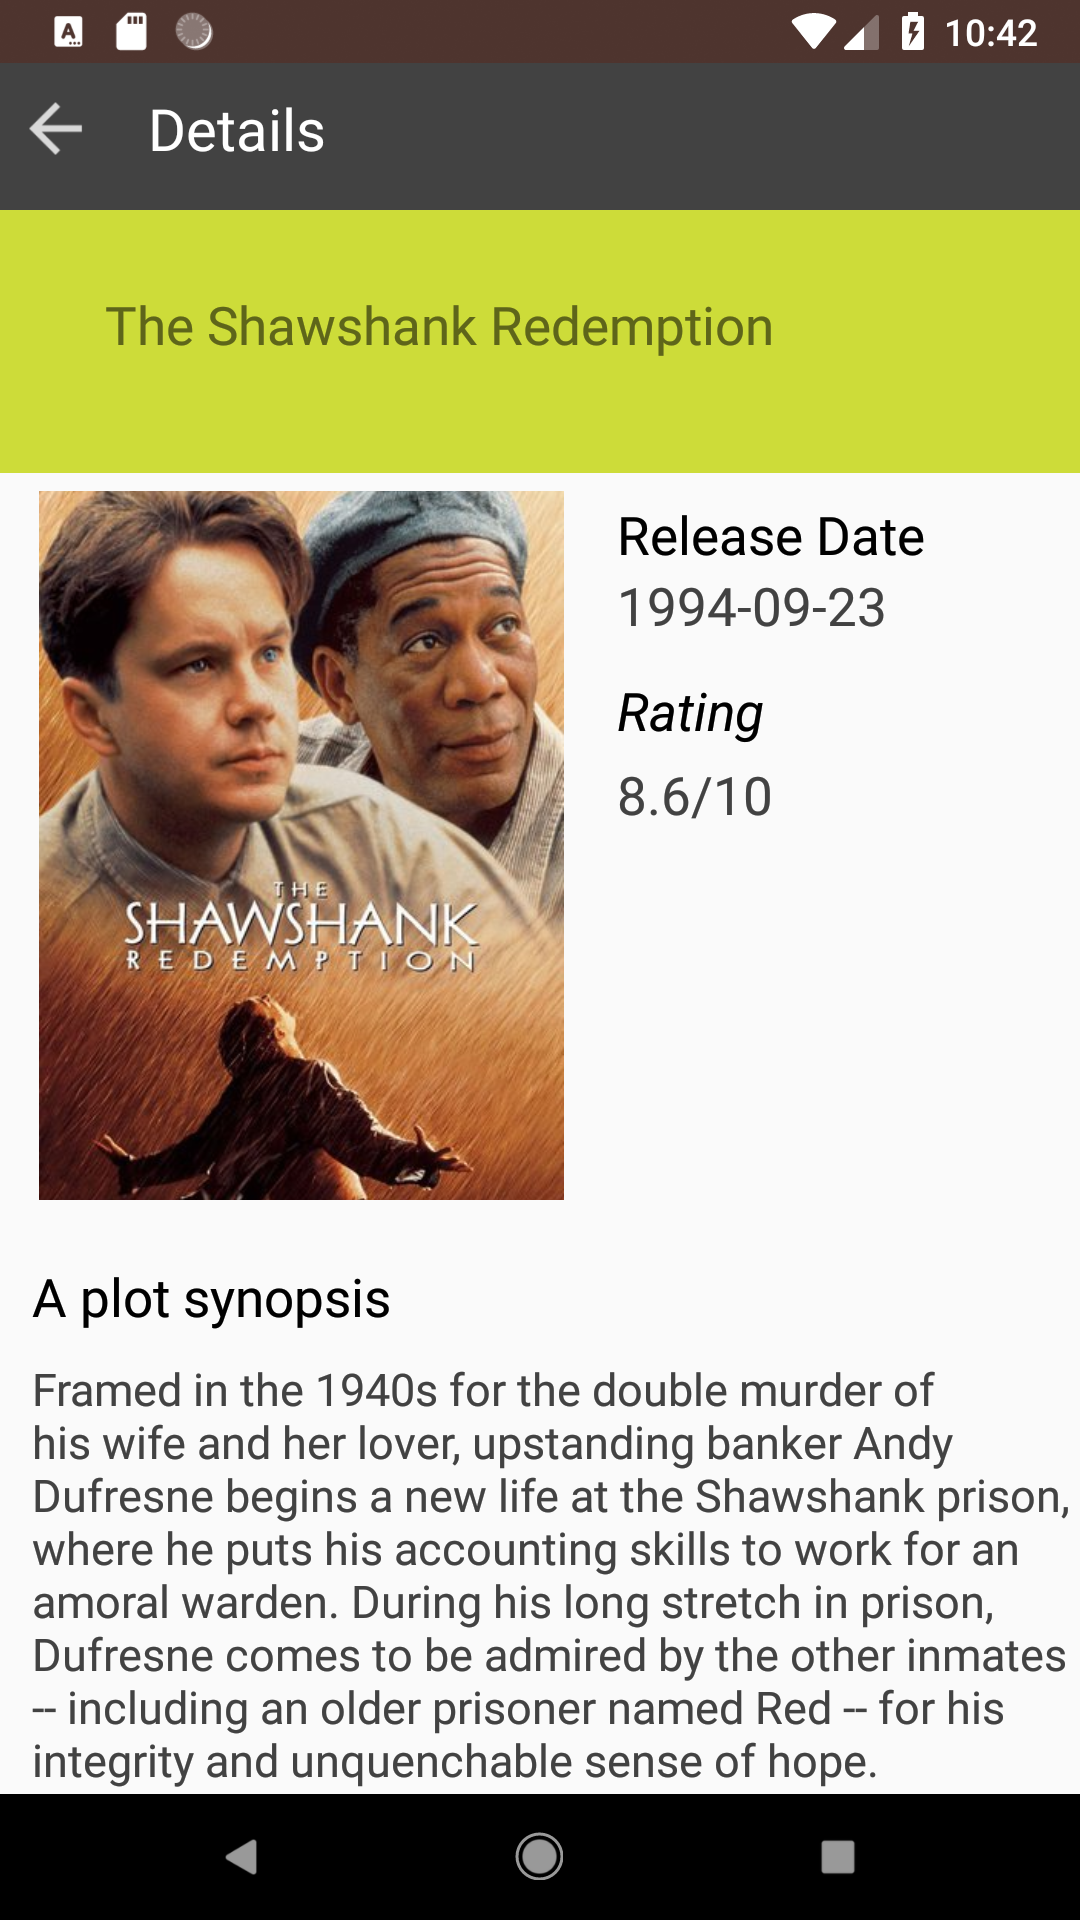 10:42
Details
The Shawshank Redemption
Release Date
1994-09-23
Rating
8.6/10
THE
SHAWSHANK
REDEMPTION
A plot synopsis
Framed in the 1940s for the double murder of
his wife and her lover, upstanding banker Andy
Dufresne begins a new life at the Shawshank prison,
where he puts his accounting skills to work for an
amoral warden. During his long stretch in prison,
Dufresne comes to be admired by the other inmates
-- including an older prisoner named Red -- for his
integrity and unquenchable sense of hope.